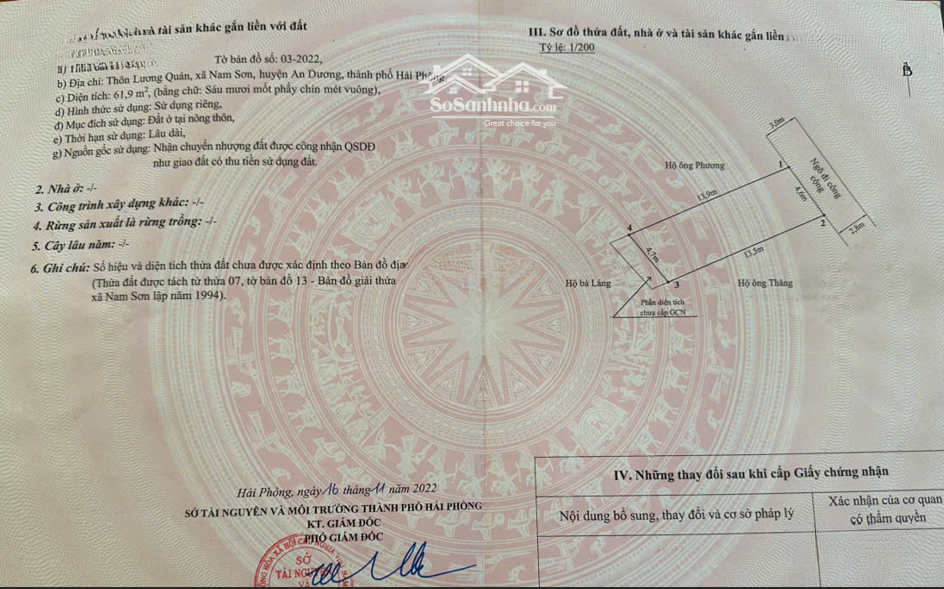 và tài sản khác gắn liền với đất
Tờ bản đồ số: 03-2022,
b) Địa chỉ: Thôn Lương Quán, xã Nam Sơn, huyện An Dương, thành phố Hải Phòng
c) Diện tích: 61,9 m², (bằng chữ: Sáu mươi mốt phẩy chín mét vuông),
d) Hình thức sử dụng: Sử dụng riêng,
đ) Mục đích sử dụng: Đất ở tại nông thôn,
e) Thời hạn sử dụng: Lâu dài,
g) Nguồn gốc sử dụng: Nhận chuyển nhượng đất được công nhận QSDĐ
như giao đất có thu tiền sử dụng đất.
2. Nhà ở: -/-
3. Công trình xây dựng khác: -/-
4. Rừng sản xuất là rừng trồng: -/-
5. Cây lâu năm: -/-
6. Ghi chú: Số hiệu và diện tích thửa đất chưa được xác định theo Bản đồ địa
(Thửa đất được tách từ thửa 07, tờ bản đồ 13 - Bản đồ giải thửa
xã Nam Sơn lập năm 1994).
Hải Phòng, ngày 16 tháng 11 năm 2022
SỞ TÀI NGUYÊN VÀ MÔI TRƯỜNG THÀNH PHỐ HẢI PHÒNG
KT. GIÁM ĐỐC
PHÓ GIÁM ĐỐC
SỞ
TÀI NGUYÊN
VÀ
SoSanhnha.com
Great choice for you
III. Sơ đồ thửa đất, nhà ở và tài sản khác gắn liền
Tỷ lệ: 1/200
B
3,0m
Ngõ đi công
cộng
Hộ ông Phương
1
13,9m
4,6m
2
2,8m
4
4,7m
13,5m
3
Hộ bà Láng
Hộ ông Thăng
Phần diện tích
chưa cấp GCN
IV. Những thay đổi sau khi cấp Giấy chứng nhận
Nội dung bổ sung, thay đổi và cơ sở pháp lý
Xác nhận của cơ quan
có thẩm quyền